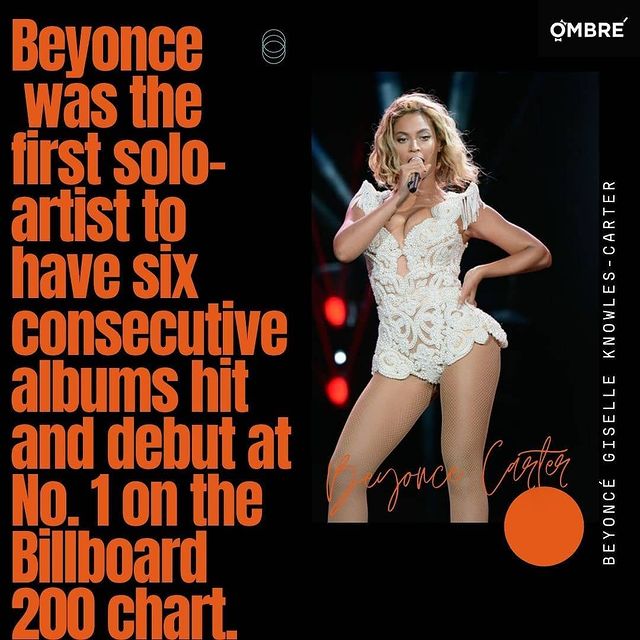 Beyonce
was the
first solo-
artist to
have six
consecutive
albums hit
and debut at
No. 1 on the
Billboard
200 chart.
OMBRE
Beyonce Carter
BEYONCÉ GISELLE KNOWLES-CARTER